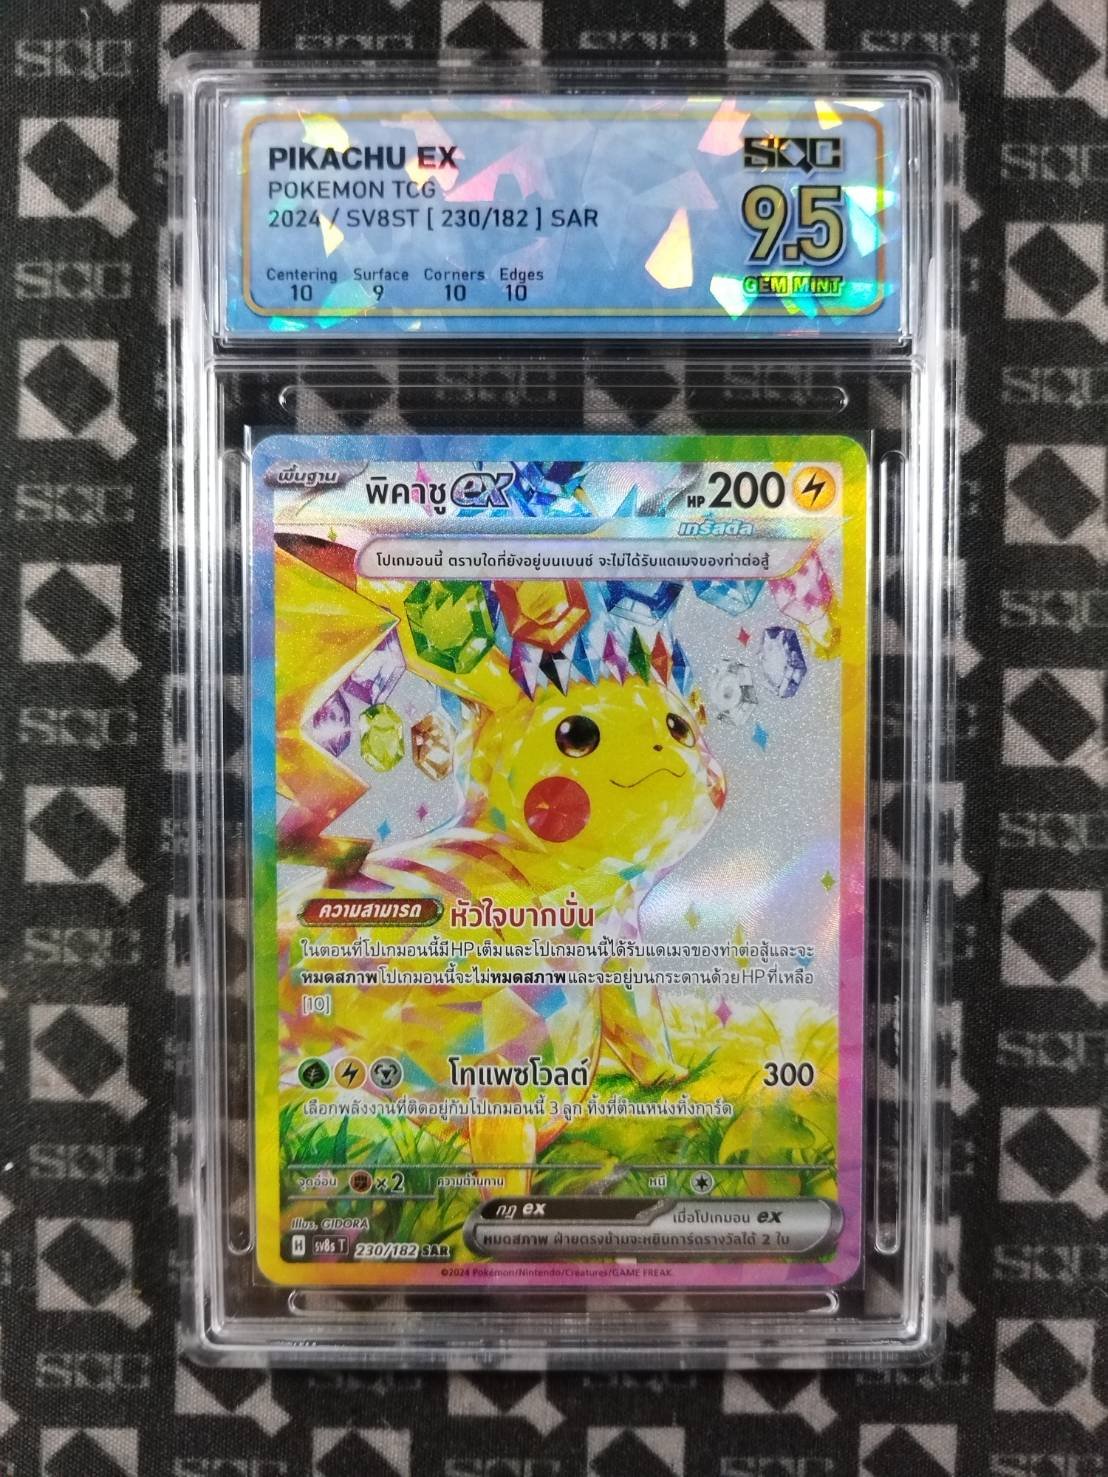 PIKACHU EX
POKEMON TCG
2024 / SV8ST [ 230/182 ] SAR
Centering Surface Corners Edges
10 9 10 10
SQC
9.5
GEM MINT
พื้นฐาน พิคาชู ex HP 200
เทร์สตัล
โปเกมอนนี้ ตราบใดที่ยังอยู่บนเบนช์ จะไม่ได้รับแดเมจของท่าต่อสู้
ความสามารถ หัวใจบากบั่น
ในตอนที่โปเกมอนนี้มี HP เต็มและโปเกมอนนี้ได้รับแดเมจของท่าต่อสู้และจะ
หมดสภาพ โปเกมอนนี้จะไม่หมดสภาพ และจะอยู่บนกระดานด้วย HP ที่เหลือ
[10]
โทแพซโวลต์ 300
เลือกพลังงานที่ติดอยู่กับโปเกมอนนี้ 3 ลูก ทิ้งที่ตำแหน่งทิ้งการ์ด
จุดอ่อน ×2 ความต้านทาน หนี
Illus. GIDORA
H sv8s T 230/182 SAR
กฎ ex
เมื่อโปเกมอน ex
หมดสภาพ ฝ่ายตรงข้ามจะหยิบการ์ดรางวัลได้ 2 ใบ
©2024 Pokémon/Nintendo/Creatures/GAME FREAK.